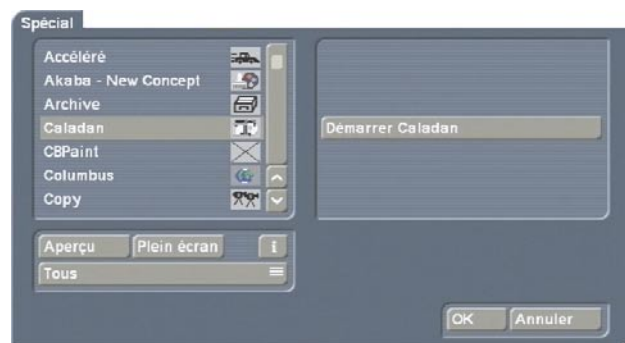 Spécial
Accéléré
Akaba - New Concept
Archive
Caladan
CBPaint
Columbus
Copy
Démarrer Caladan
Aperçu
Plein écran
i
Tous
OK
Annuler